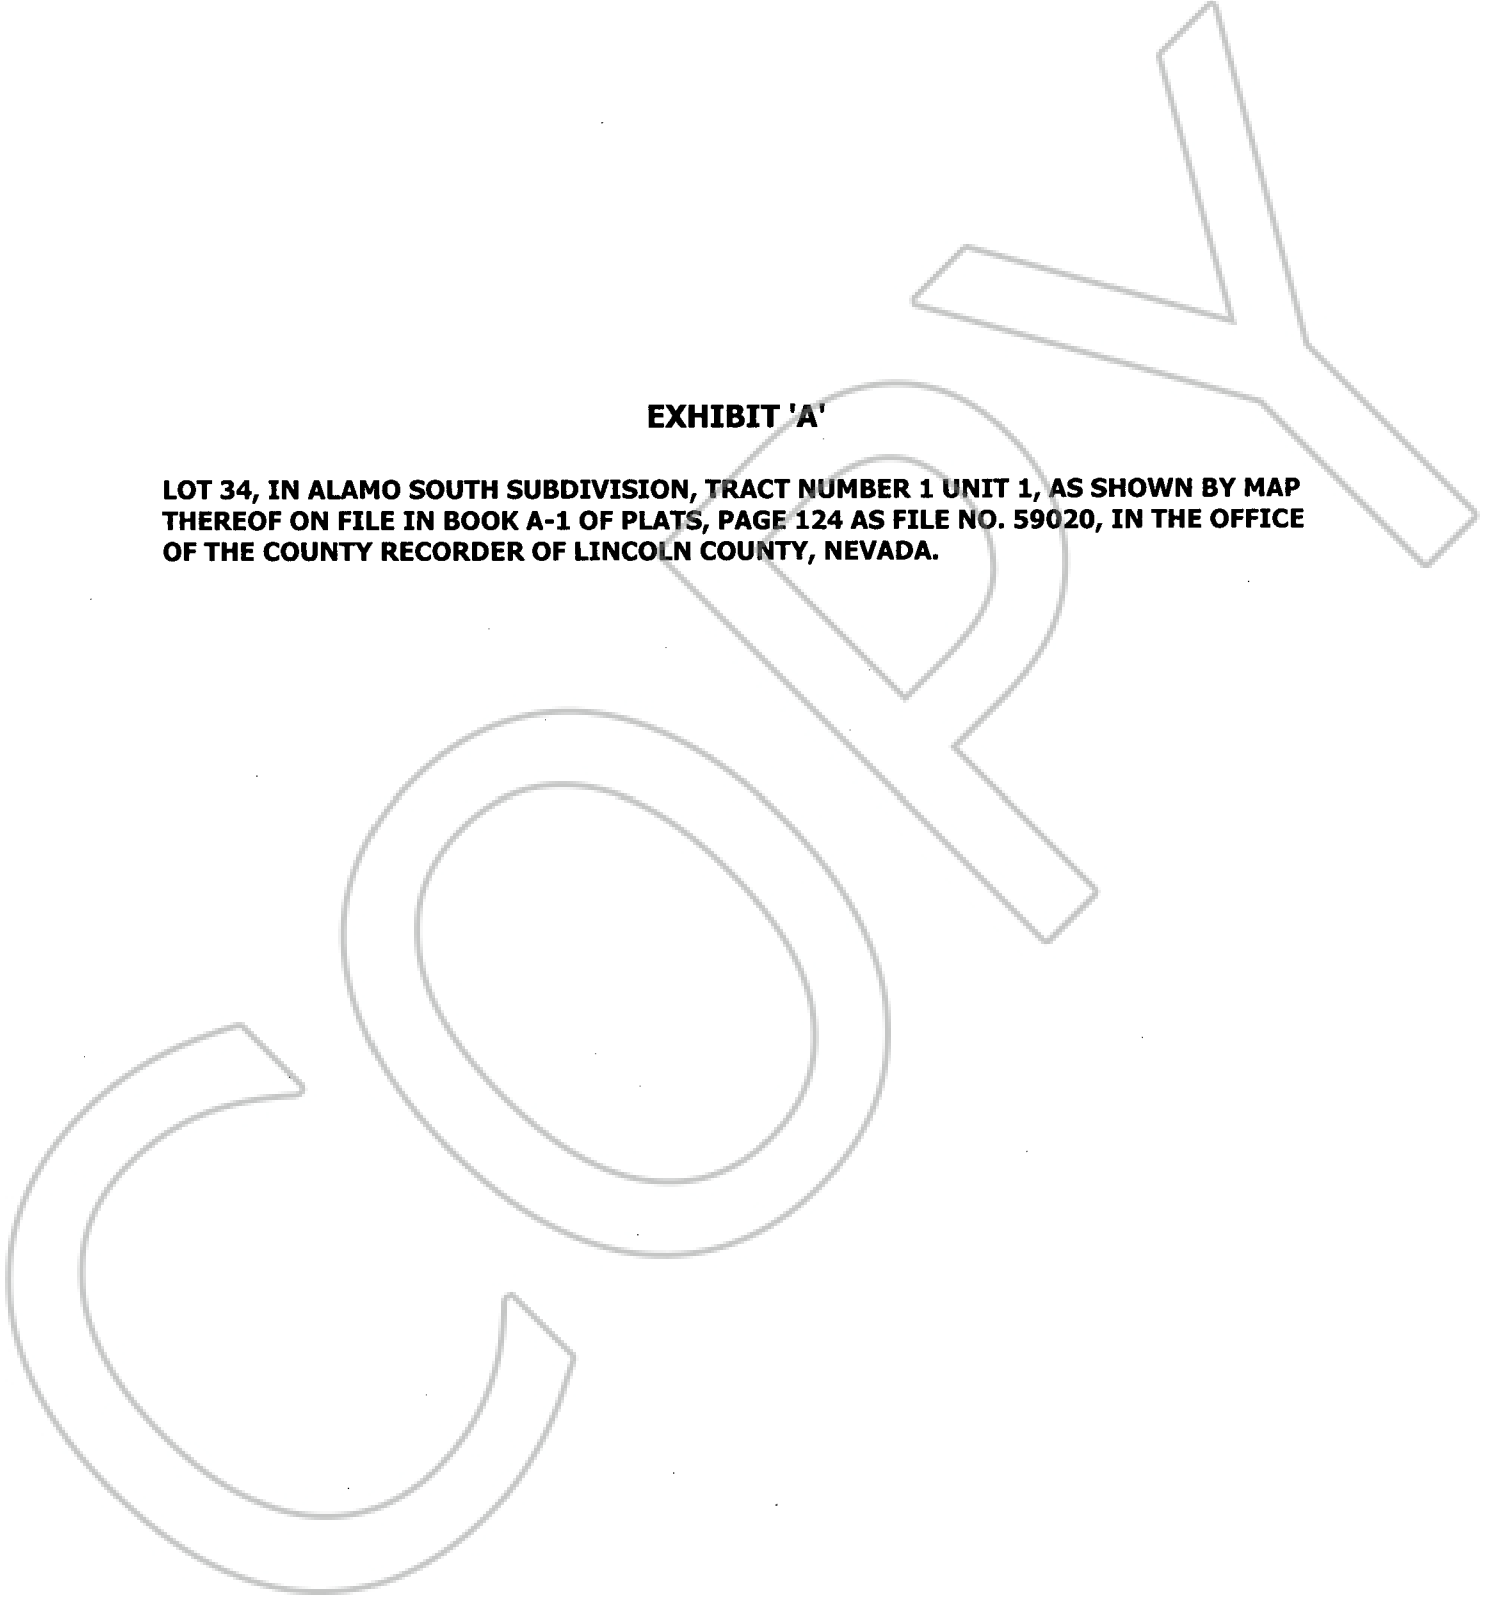 EXHIBIT 'A'
LOT 34, IN ALAMO SOUTH SUBDIVISION, TRACT NUMBER 1 UNIT 1, AS SHOWN BY MAP
THEREOF ON FILE IN BOOK A-1 OF PLATS, PAGE 124 AS FILE NO. 59020, IN THE OFFICE
OF THE COUNTY RECORDER OF LINCOLN COUNTY, NEVADA.
COPY